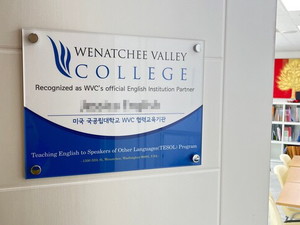 WENATCHEE VALLEY
COLLEGE
Recognized as WVC's official English Institution Partner
English
미국 국공립대학교 WVC 협력교육기관
Teaching English to Speakers of Other Languages(TESOL) Program